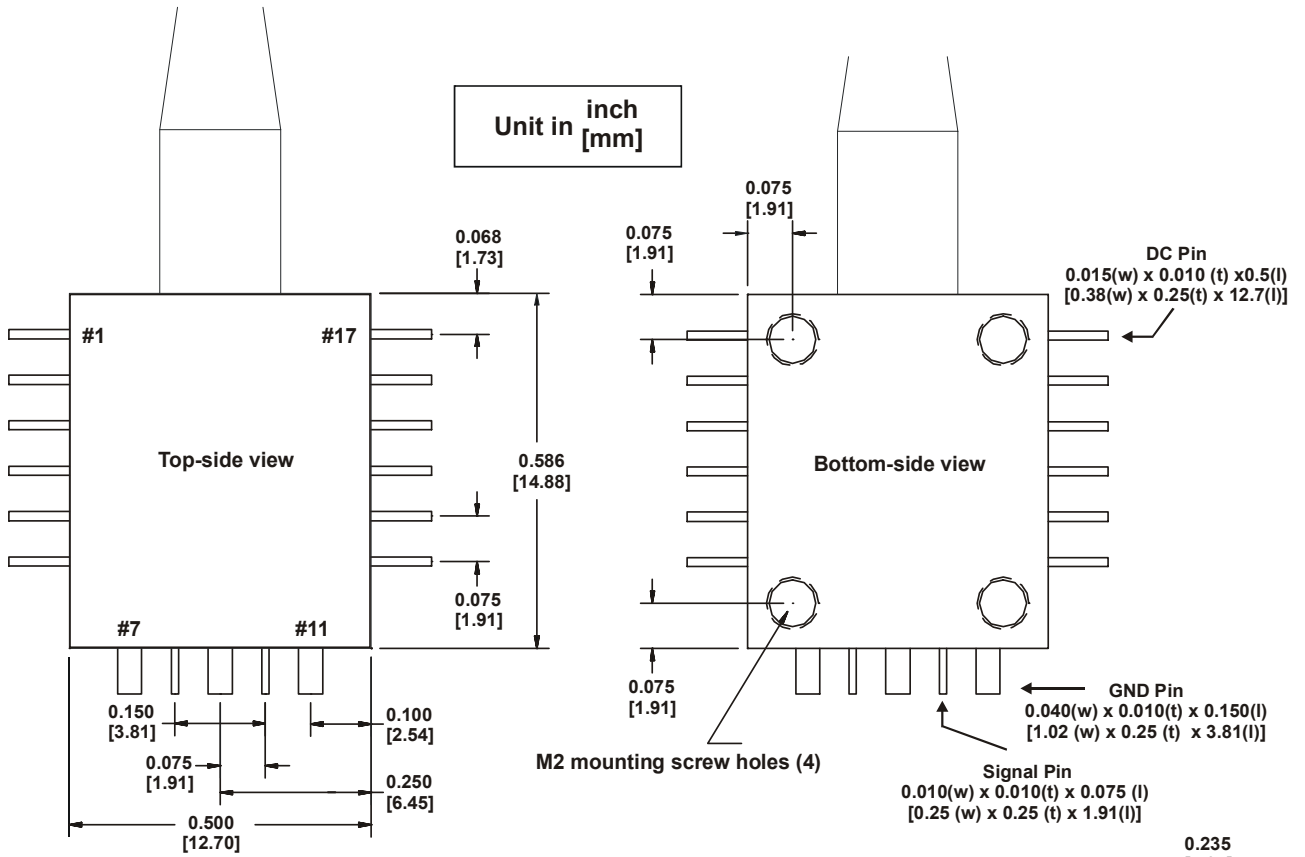 Unit in inch
[mm]
0.068
[1.73]
#1
#17
Top-side view
0.586
[14.88]
0.075
[1.91]
#7
#11
0.150
[3.81]
0.100
[2.54]
0.075
[1.91]
0.250
[6.45]
0.500
[12.70]
0.075
[1.91]
0.075
[1.91]
DC Pin
0.015(w) x 0.010 (t) x0.5(l)
[0.38(w) x 0.25(t) x 12.7(l)]
Bottom-side view
0.075
[1.91]
M2 mounting screw holes (4)
GND Pin
0.040(w) x 0.010(t) x 0.150(l)
[1.02 (w) x 0.25 (t) x 3.81(l)]
Signal Pin
0.010(w) x 0.010(t) x 0.075 (l)
[0.25 (w) x 0.25 (t) x 1.91(l)]
0.235